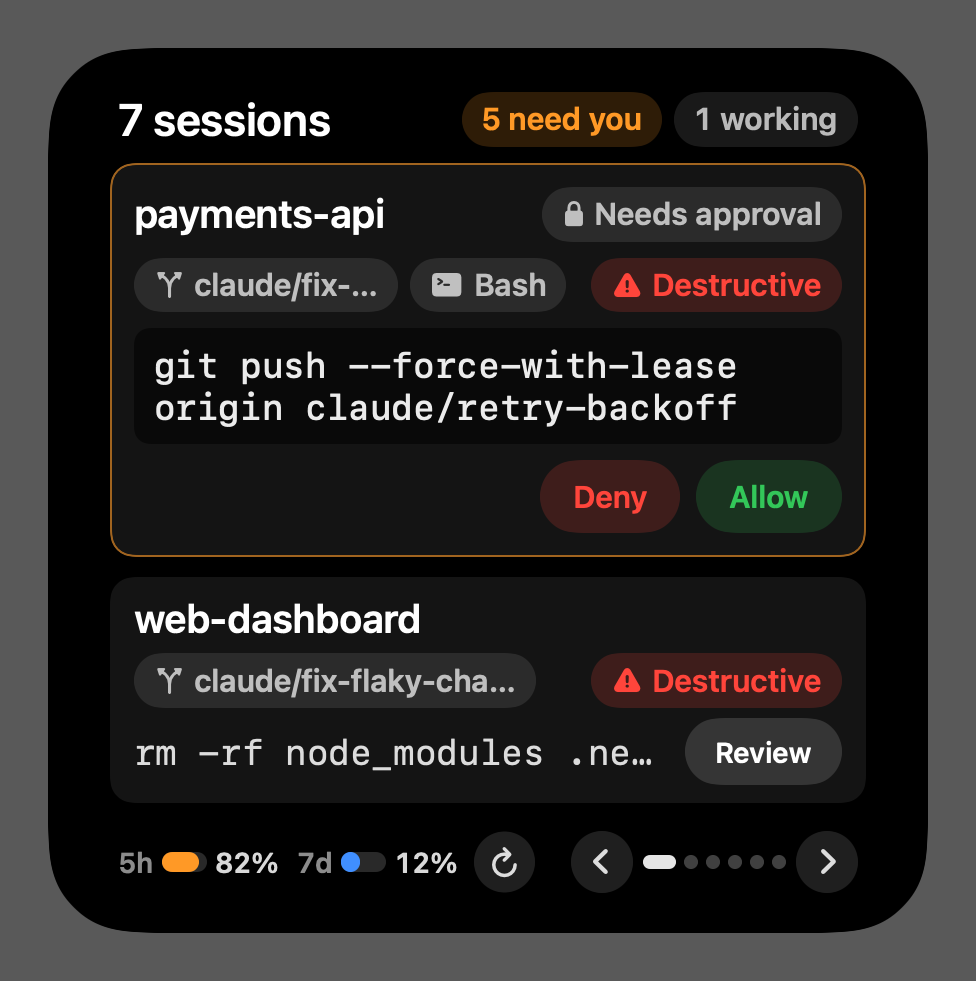 7 sessions 5 need you 1 working
payments-api Needs approval
claude/fix-... Bash Destructive
git push --force-with-lease
origin claude/retry-backoff
Deny Allow
web-dashboard
claude/fix-flaky-cha... Destructive
rm -rf node_modules .ne… Review
5h 82% 7d 12%